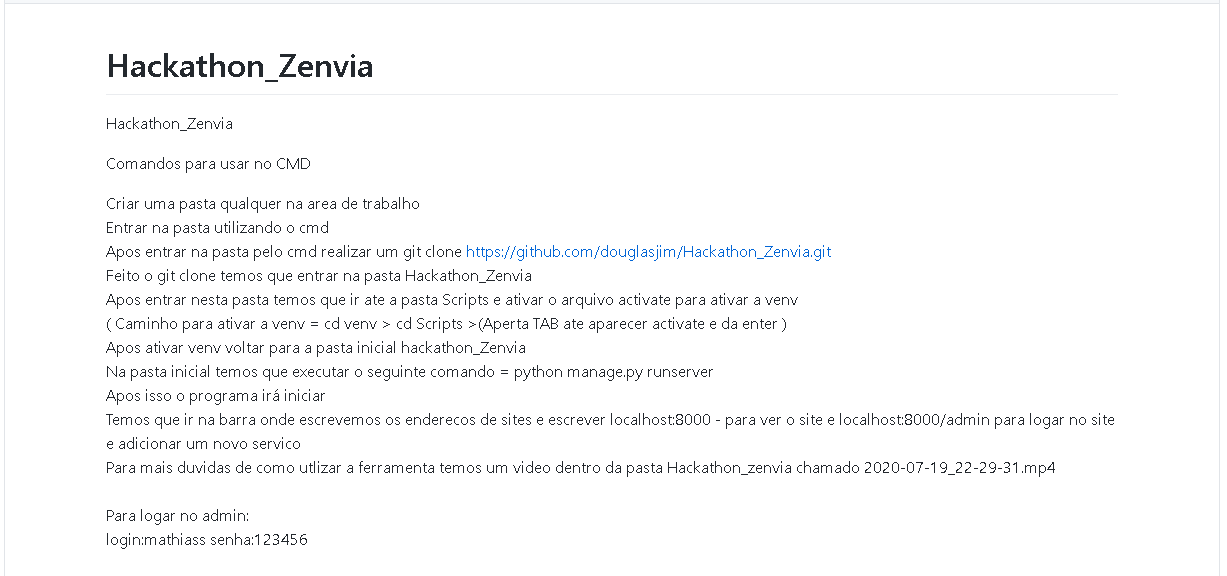 Hackathon_Zenvia
Hackathon_Zenvia
Comandos para usar no CMD
Criar uma pasta qualquer na area de trabalho
Entrar na pasta utilizando o cmd
Apos entrar na pasta pelo cmd realizar um git clone https://github.com/douglasjim/Hackathon_Zenvia.git
Feito o git clone temos que entrar na pasta Hackathon_Zenvia
Apos entrar nesta pasta temos que ir ate a pasta Scripts e ativar o arquivo activate para ativar a venv
( Caminho para ativar a venv = cd venv > cd Scripts >(Aperta TAB ate aparecer activate e da enter )
Apos ativar venv voltar para a pasta inicial hackathon_Zenvia
Na pasta inicial temos que executar o seguinte comando = python manage.py runserver
Apos isso o programa irá iniciar
Temos que ir na barra onde escrevemos os enderecos de sites e escrever localhost:8000 - para ver o site e localhost:8000/admin para logar no site
e adicionar um novo servico
Para mais duvidas de como utlizar a ferramenta temos um video dentro da pasta Hackathon_zenvia chamado 2020-07-19_22-29-31.mp4
Para logar no admin:
login:mathiass senha:123456